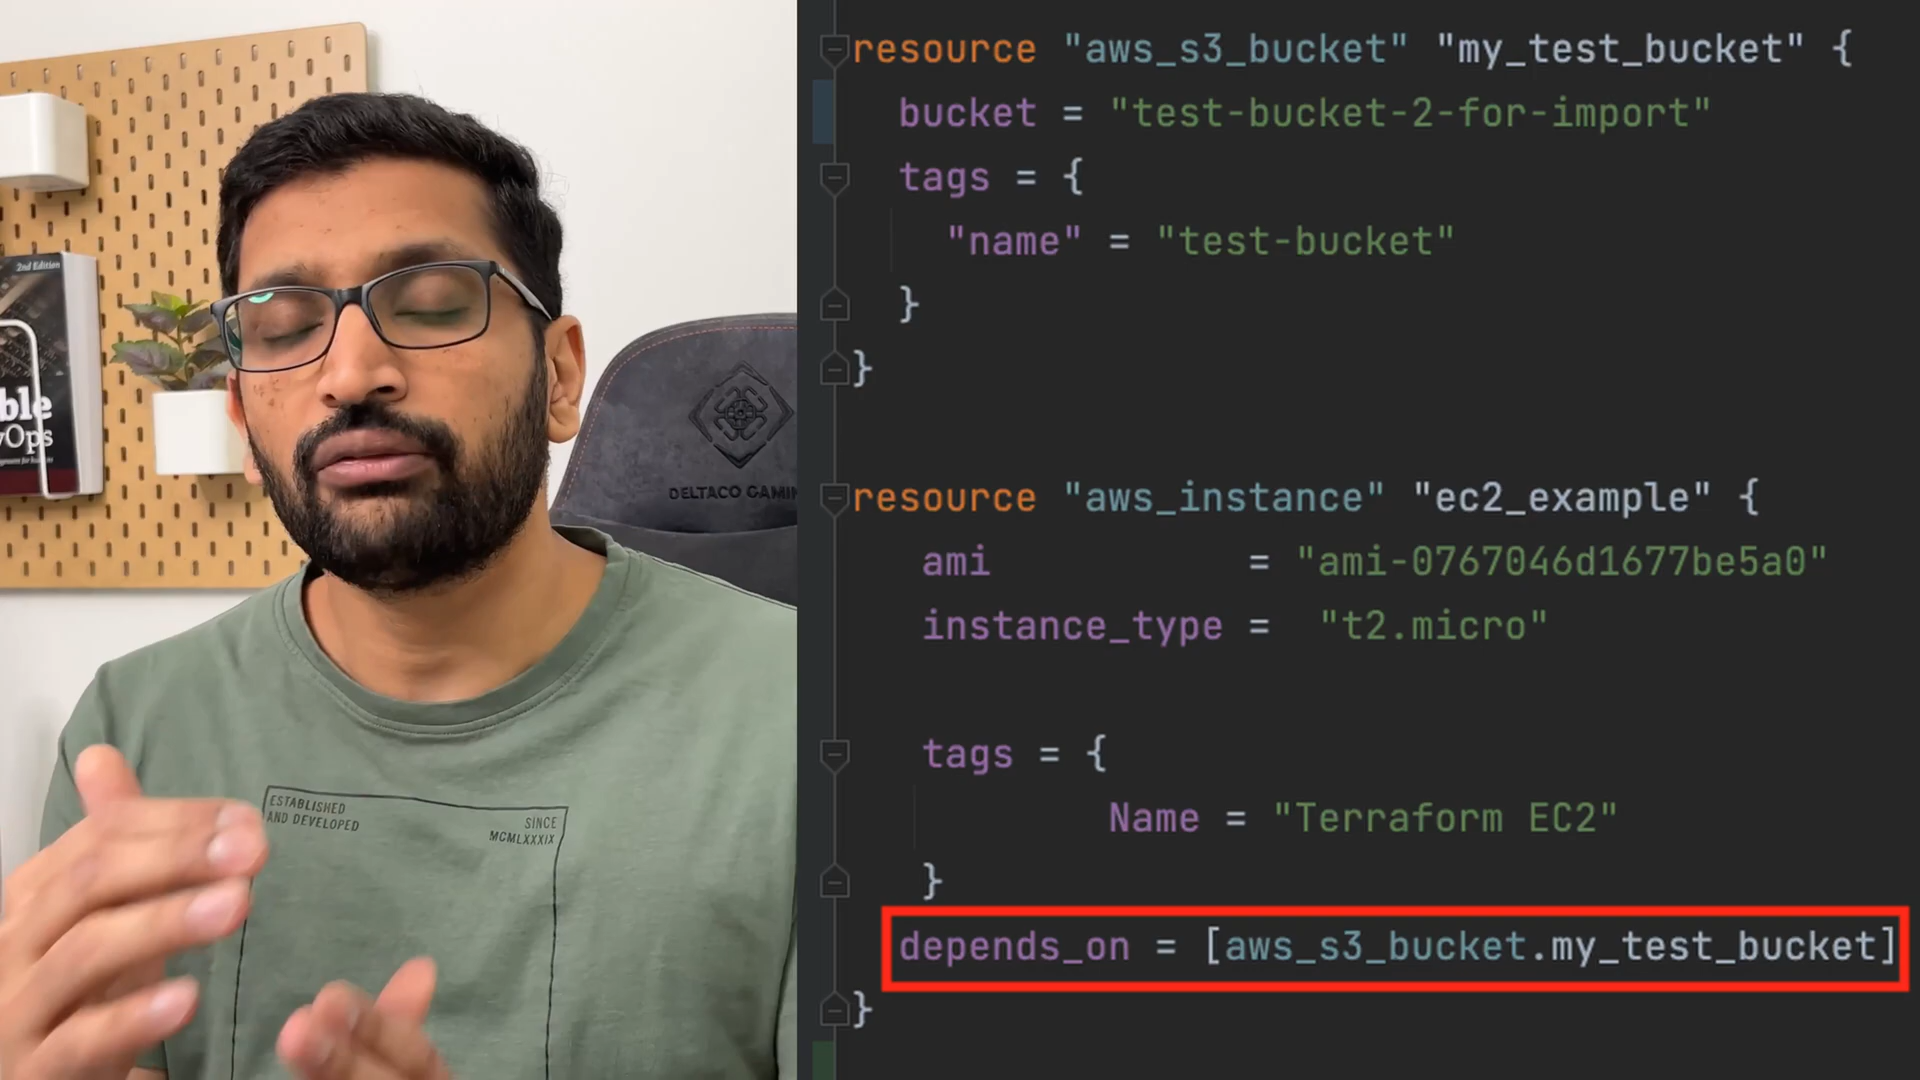 2nd Edition
ble
Ops
DELTACO GAMIN
ESTABLISHED
AND DEVELOPED
SINCE
MCMLXXXIX
resource "aws_s3_bucket" "my_test_bucket" {
bucket = "test-bucket-2-for-import"
tags = {
"name" = "test-bucket"
}
}
resource "aws_instance" "ec2_example" {
ami = "ami-0767046d1677be5a0"
instance_type = "t2.micro"
tags = {
Name = "Terraform EC2"
}
depends_on = [aws_s3_bucket.my_test_bucket]
}